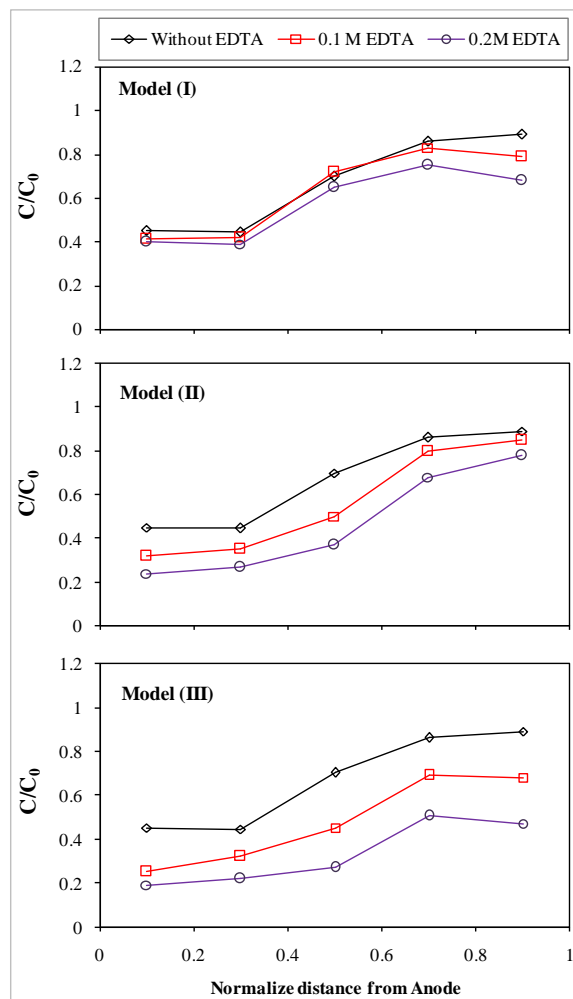 Without EDTA 0.1 M EDTA 0.2M EDTA
1.2
Model (I)
1
0.8
C/C0
0.6
0.4
0.2
0
1.2
Model (II)
1
0.8
C/C0
0.6
0.4
0.2
0
1.2
Model (III)
1
0.8
C/C0
0.6
0.4
0.2
0
0 0.2 0.4 0.6 0.8 1
Normalize distance from Anode